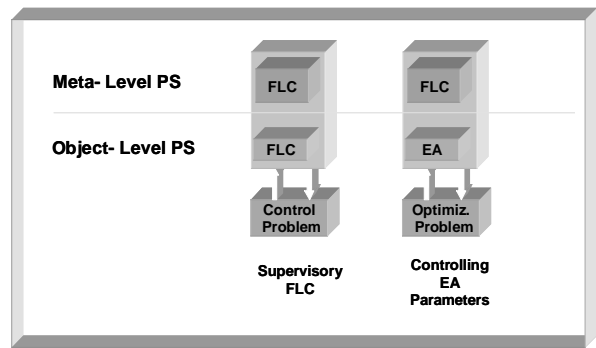 Meta- Level PS
FLC
FLC
Object- Level PS
FLC
EA
Control
Problem
Optimiz.
Problem
Supervisory
FLC
Controlling
EA
Parameters